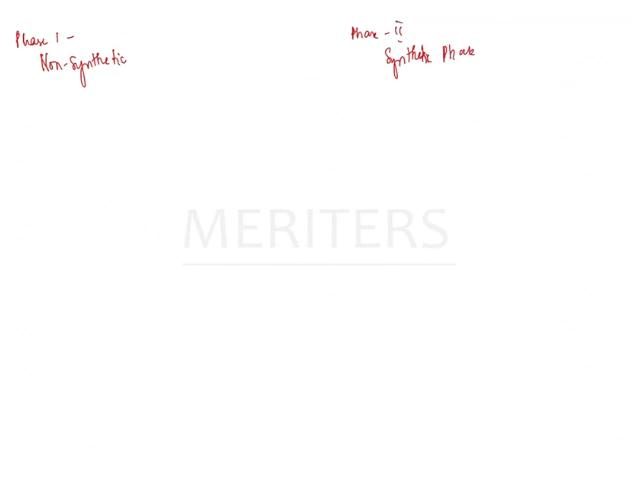 Phase I -
Non-Synthetic
Phase - II
Synthetic Phase
MERITERS